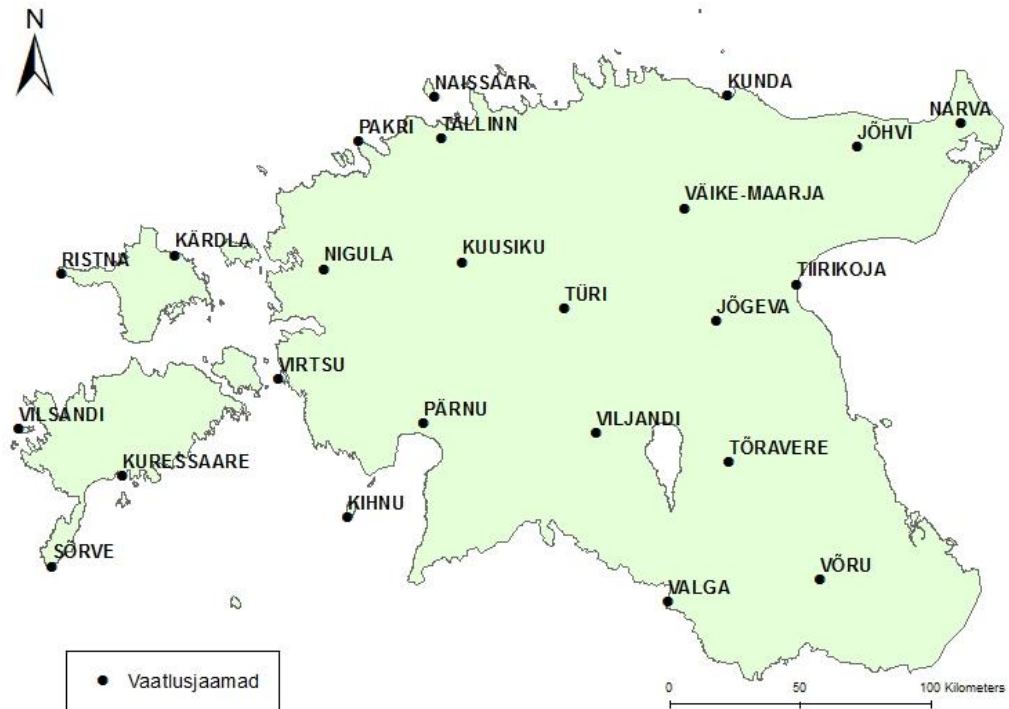 N
NAISSAAR
KUNDA
NARVA
PAKRI
TALLINN
JÕHVI
VÄIKE-MAARJA
KÄRDLA
RISTNA
NIGULA
KUUSIKU
TIIRIKOJA
TÜRI
JÕGEVA
VIRTSU
VILSANDI
PÄRNU
VILJANDI
TÕRAVERE
KURESSAARE
KIHNU
SÕRVE
VÕRU
VALGA
Vaatlusjaamad
0 50 100 Kilometers